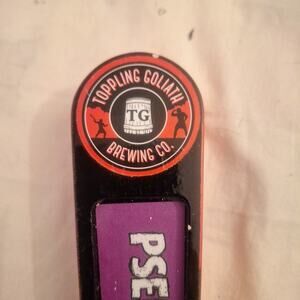 TOPPLING GOLIATH
TG
BREWING CO.
PSE